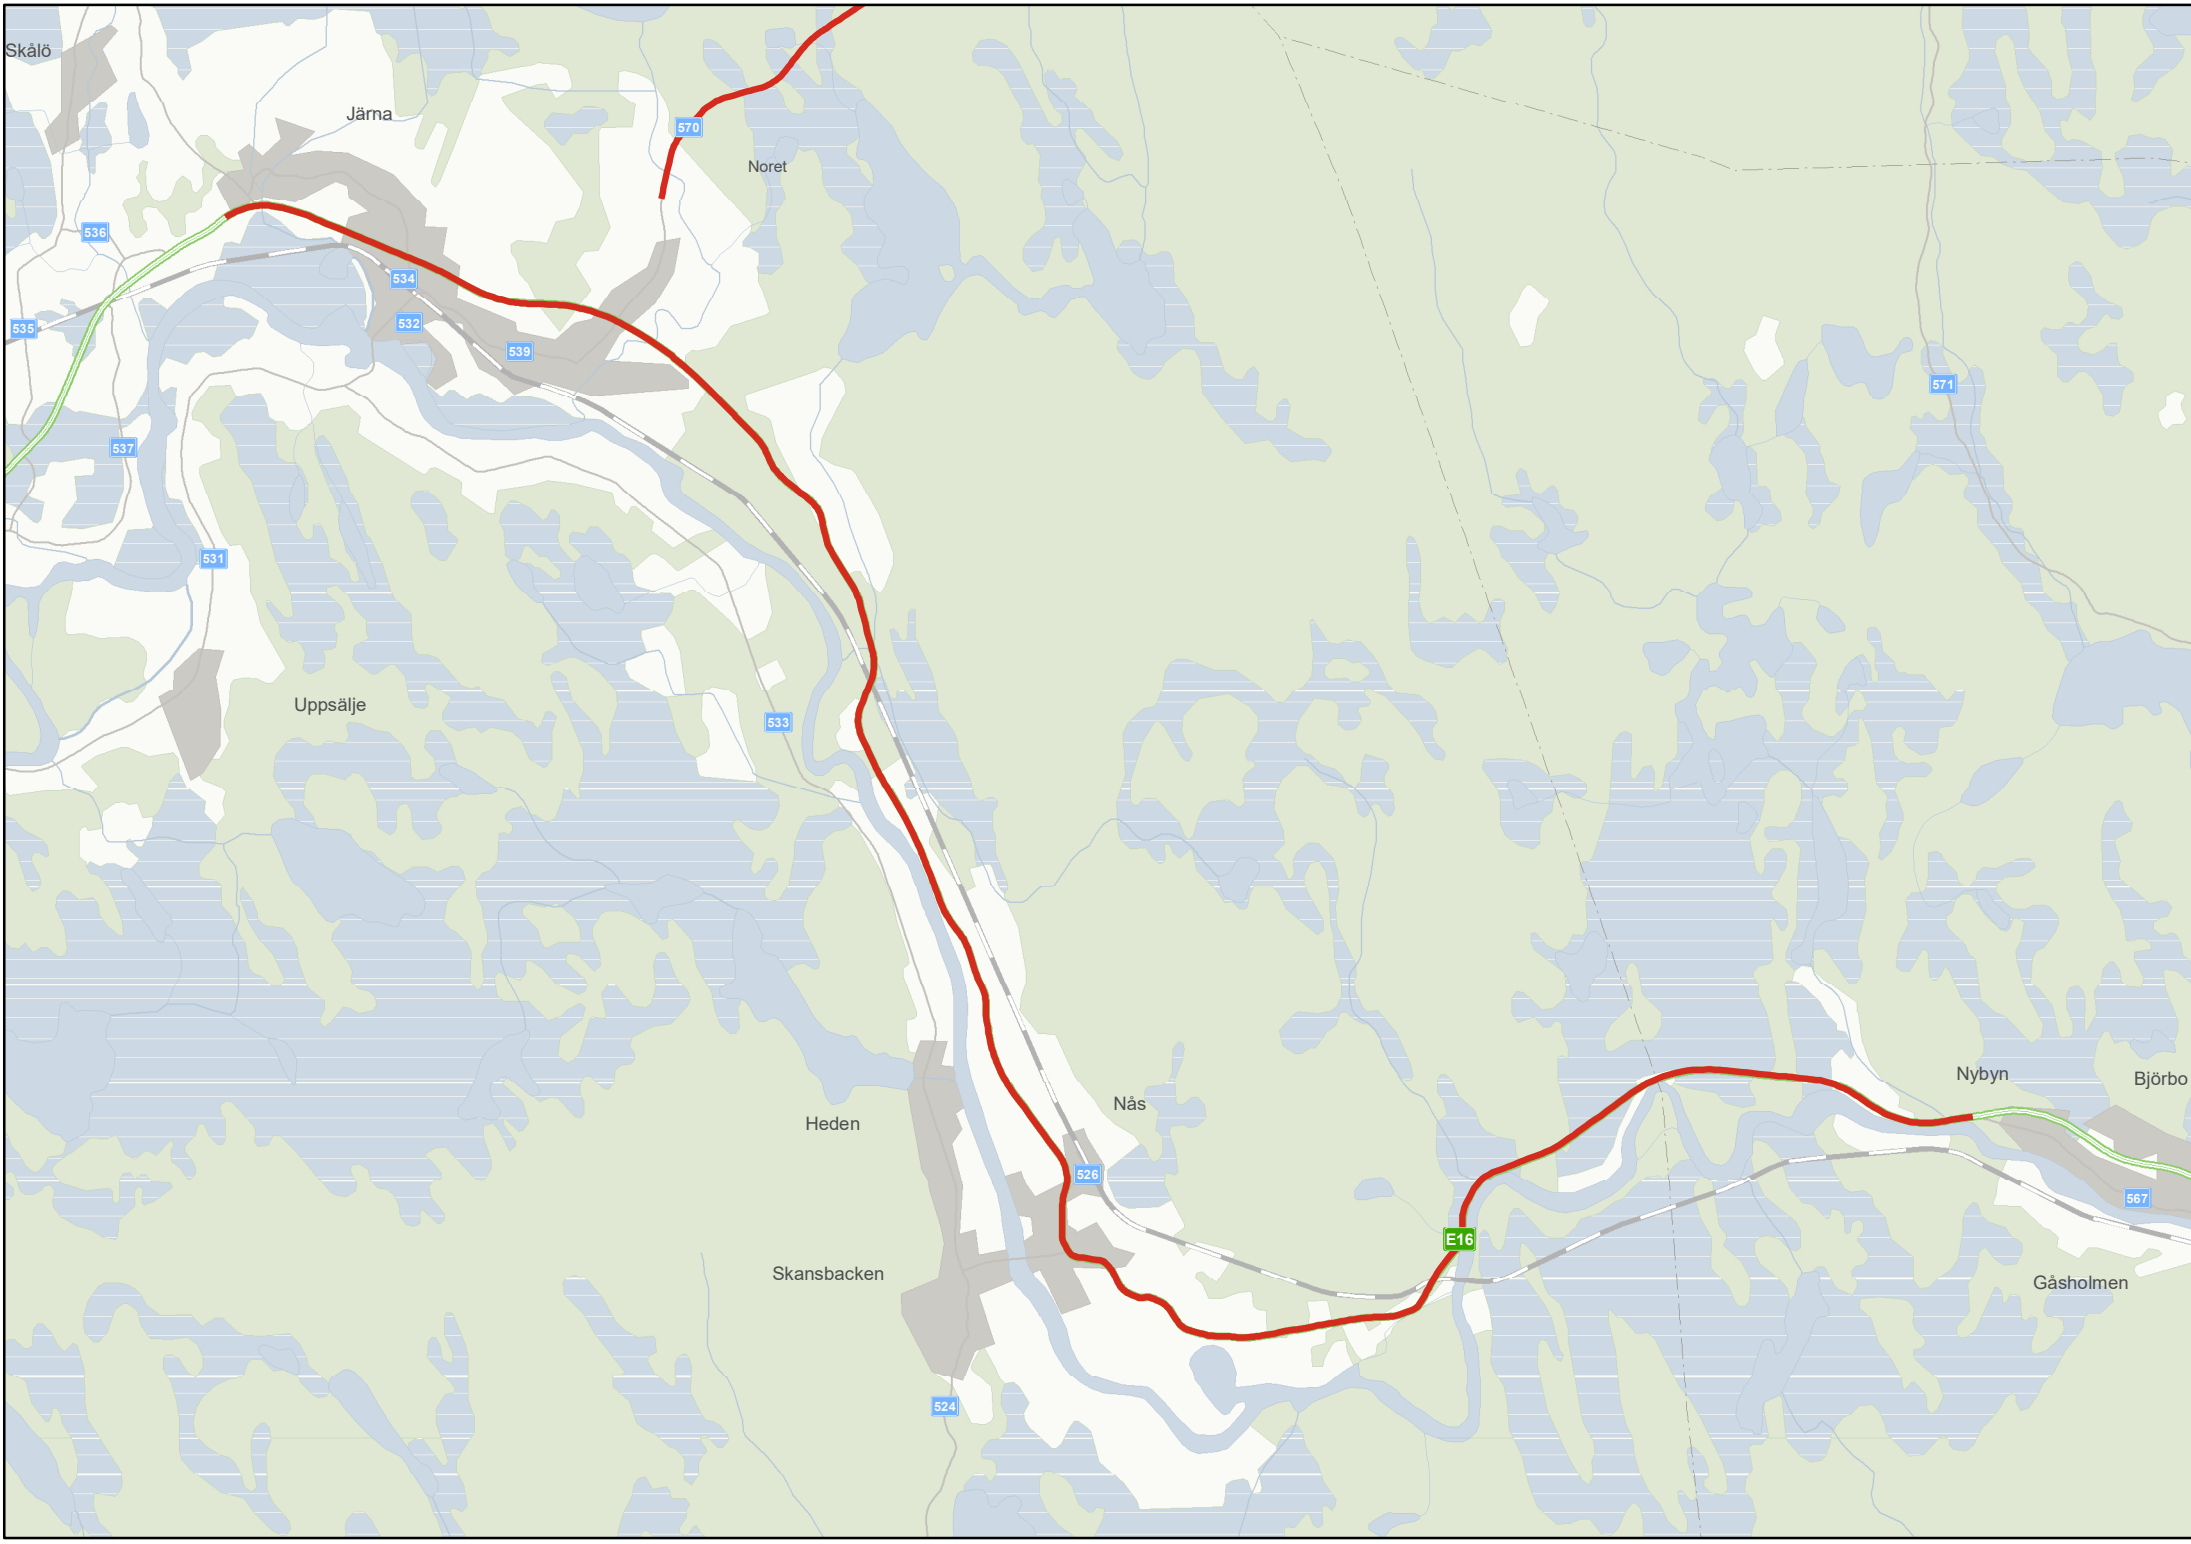 Skålö
Järna
570
Noret
536
534
532
535
539
571
537
531
Uppsälje
533
Nybyn
Björbo
Nås
Heden
526
567
E16
Skansbacken
Gåsholmen
524